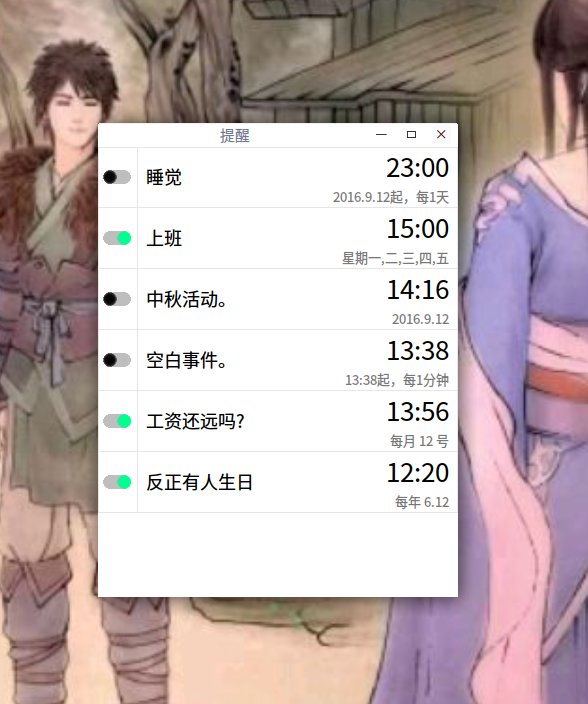 提醒
睡觉
23:00
2016.9.12起，每1天
上班
15:00
星期一,二,三,四,五
中秋活动。
14:16
2016.9.12
空白事件。
13:38
13:38起，每1分钟
工资还远吗?
13:56
每月 12 号
反正有人生日
12:20
每年 6.12